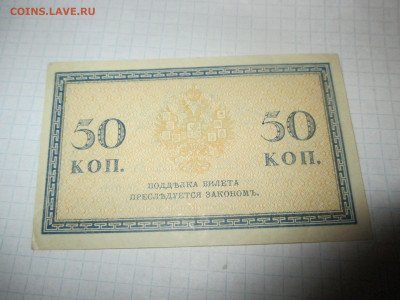 COINS.LAVE.RU
50 50
КОП. КОП.
ПОДДѢЛКА БИЛЕТА
ПРЕСЛѢДУЕТСЯ ЗАКОНОМЪ.